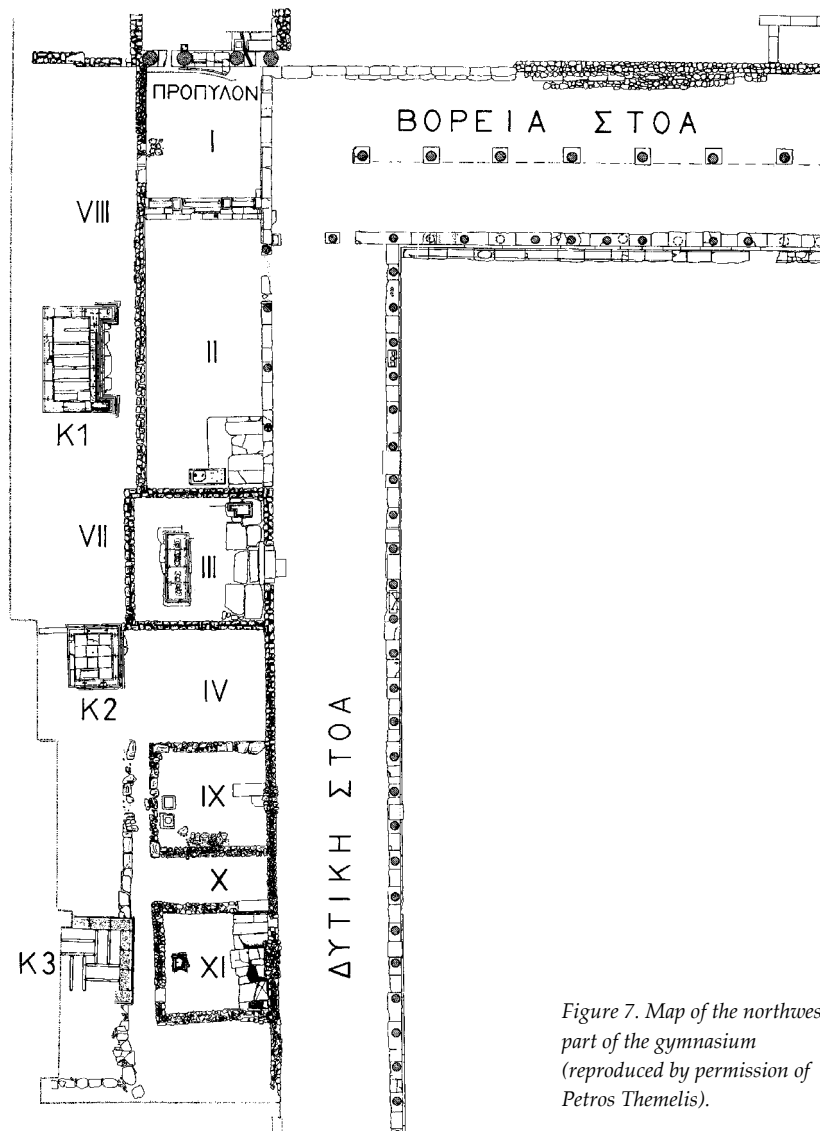 ΠΡΟΠΥΛΟΝ
I
ΒΟΡΕΙΑ ΣΤΟΑ
VIII
II
K1
VII
III
IV
K2
IX
X
K3
XI
ΔΥΤΙΚΗ ΣΤΟΑ
Figure 7. Map of the northwes
part of the gymnasium
(reproduced by permission of
Petros Themelis).